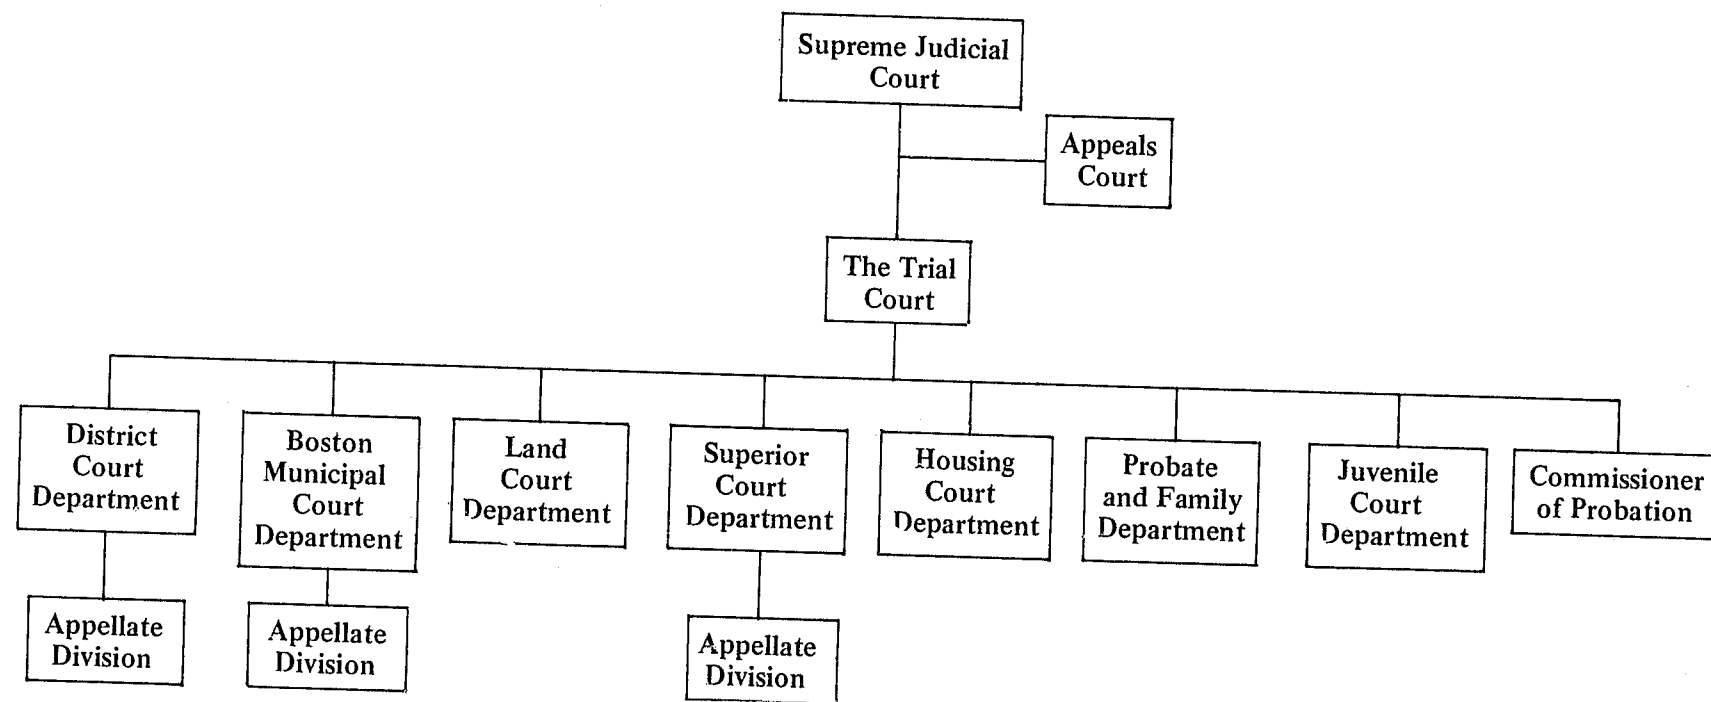 Supreme Judicial
Court
Appeals
Court
The Trial
Court
District
Court
Department
Boston
Municipal
Court
Department
Land
Court
Department
Superior
Court
Department
Housing
Court
Department
Probate
and Family
Department
Juvenile
Court
Department
Commissioner
of Probation
Appellate
Division
Appellate
Division
Appellate
Division